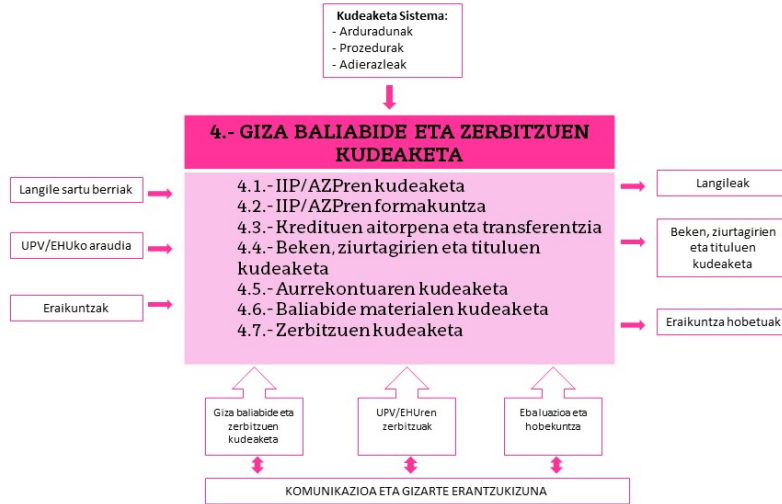 Kudeaketa Sistema:
- Arduradunak
- Prozedurak
- Adierazleak
4.- GIZA BALIABIDE ETA ZERBITZUEN
KUDEAKETA
Langile sartu berriak
UPV/EHUko araudia
Eraikuntzak
4.1.- IIP/AZPren kudeaketa
4.2.- IIP/AZPren formakuntza
4.3.- Kredituen aitorpena eta transferentzia
4.4.- Beken, ziurtagirien eta tituluen
kudeaketa
4.5.- Aurrekontuaren kudeaketa
4.6.- Baliabide materialen kudeaketa
4.7.- Zerbitzuen kudeaketa
Langileak
Beken, ziurtagirien
eta tituluen
kudeaketa
Eraikuntza hobetuak
Giza baliabide eta
zerbitzuen
kudeaketa
UPV/EHUren
zerbitzuak
Ebaluazioa eta
hobekuntza
KOMUNIKAZIOA ETA GIZARTE ERANTZUKIZUNA